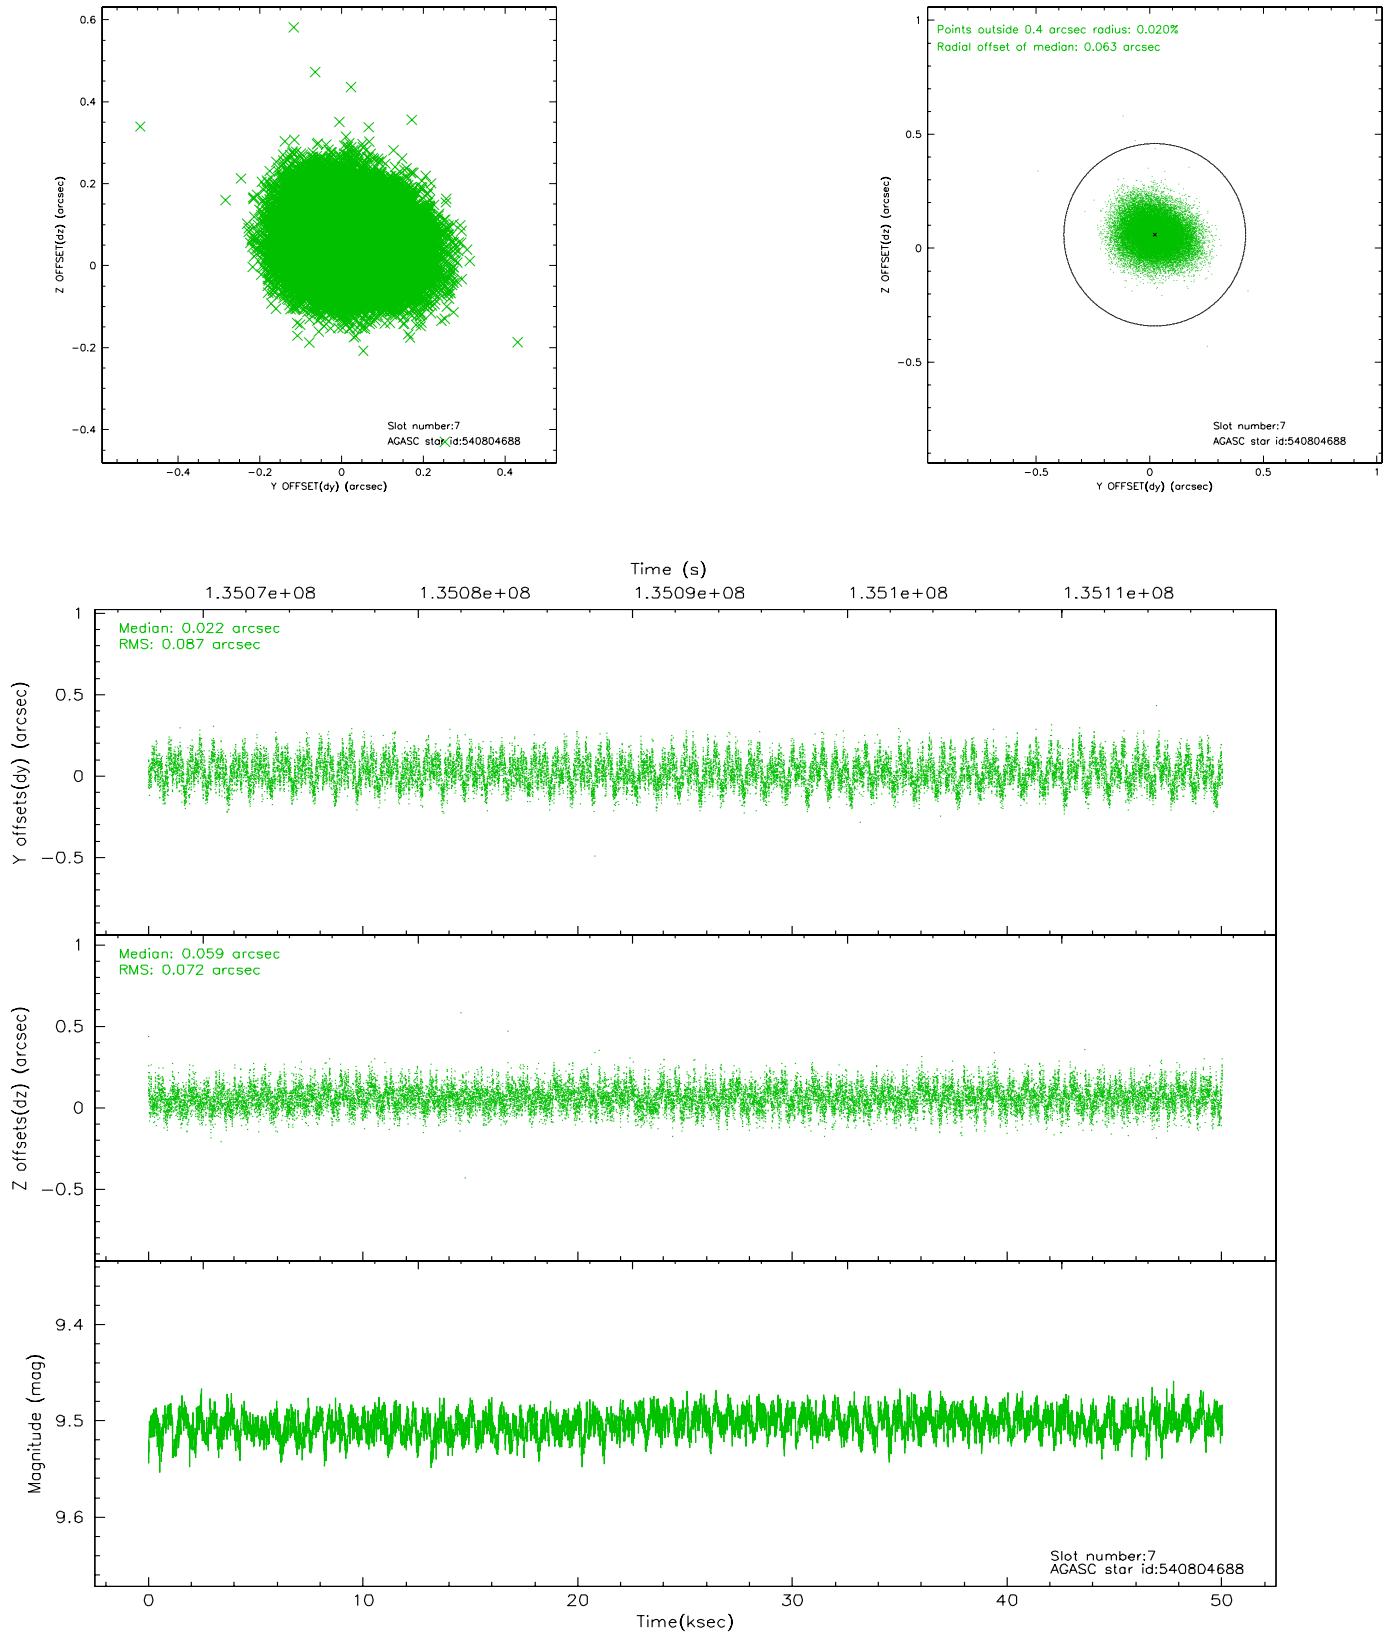 0.6
0.4
0.2
0
-0.2
-0.4
Z OFFSET(dz) (arcsec)
Slot number:7
AGASC star id:540804688
-0.4 -0.2 0 0.2 0.4
Y OFFSET(dy) (arcsec)
Points outside 0.4 arcsec radius: 0.020%
Radial offset of median: 0.063 arcsec
1
0.5
0
-0.5
Z OFFSET(dz) (arcsec)
Slot number:7
AGASC star id:540804688
-0.5 0 0.5 1
Y OFFSET(dy) (arcsec)
Time (s)
1.3507e+08 1.3508e+08 1.3509e+08 1.351e+08 1.3511e+08
Median: 0.022 arcsec
RMS: 0.087 arcsec
1
0.5
0
-0.5
Y offsets(dy) (arcsec)
Median: 0.059 arcsec
RMS: 0.072 arcsec
1
0.5
0
-0.5
Z offsets(dz) (arcsec)
9.4
9.5
9.6
Magnitude (mag)
Slot number:7
AGASC star id:540804688
0 10 20 30 40 50
Time(ksec)